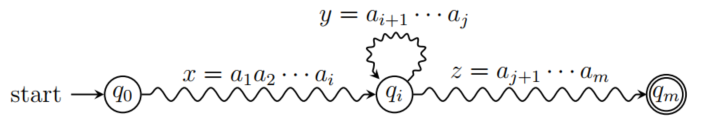 y = a_{i+1} ⋯ a_j
x = a_1 a_2 ⋯ a_i
z = a_{j+1} ⋯ a_m
start q_0 q_i q_m